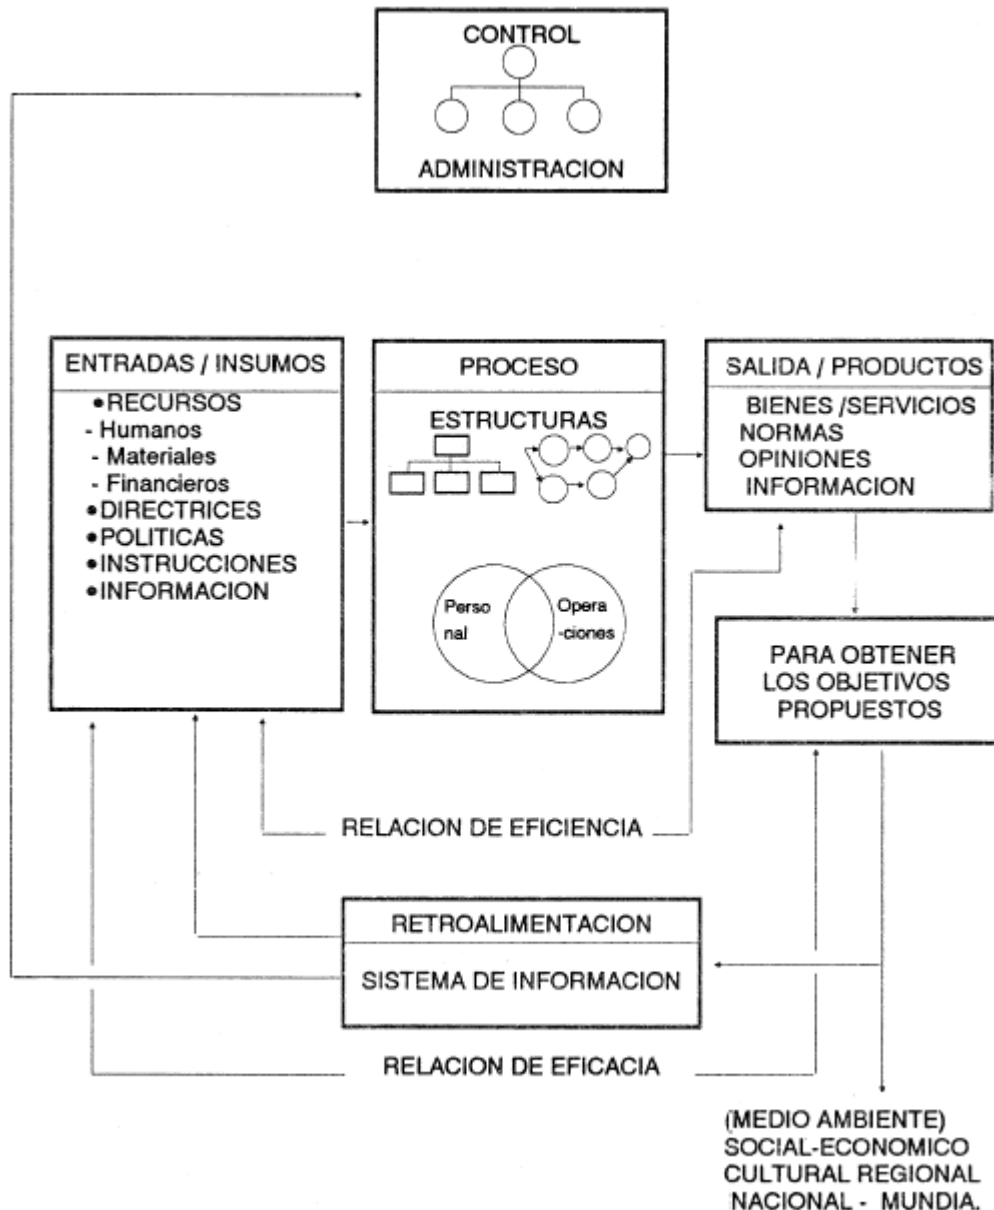 CONTROL
ADMINISTRACION
ENTRADAS / INSUMOS
•RECURSOS
- Humanos
- Materiales
- Financieros
•DIRECTRICES
•POLITICAS
•INSTRUCCIONES
•INFORMACION
PROCESO
ESTRUCTURAS
Perso
nal
Opera
-ciones
SALIDA / PRODUCTOS
BIENES /SERVICIOS
NORMAS
OPINIONES
INFORMACION
PARA OBTENER
LOS OBJETIVOS
PROPUESTOS
RELACION DE EFICIENCIA
RETROALIMENTACION
SISTEMA DE INFORMACION
RELACION DE EFICACIA
(MEDIO AMBIENTE)
SOCIAL-ECONOMICO
CULTURAL REGIONAL
NACIONAL - MUNDIA.